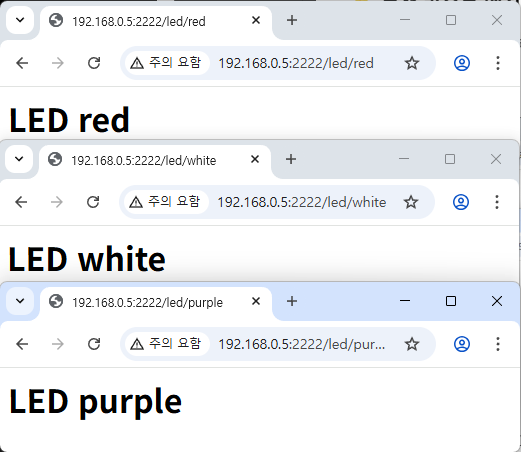 192.168.0.5:2222/led/red
주의 요함 192.168.0.5:2222/led/red
LED red
192.168.0.5:2222/led/white
주의 요함 192.168.0.5:2222/led/white
LED white
192.168.0.5:2222/led/purple
주의 요함 192.168.0.5:2222/led/pur...
LED purple